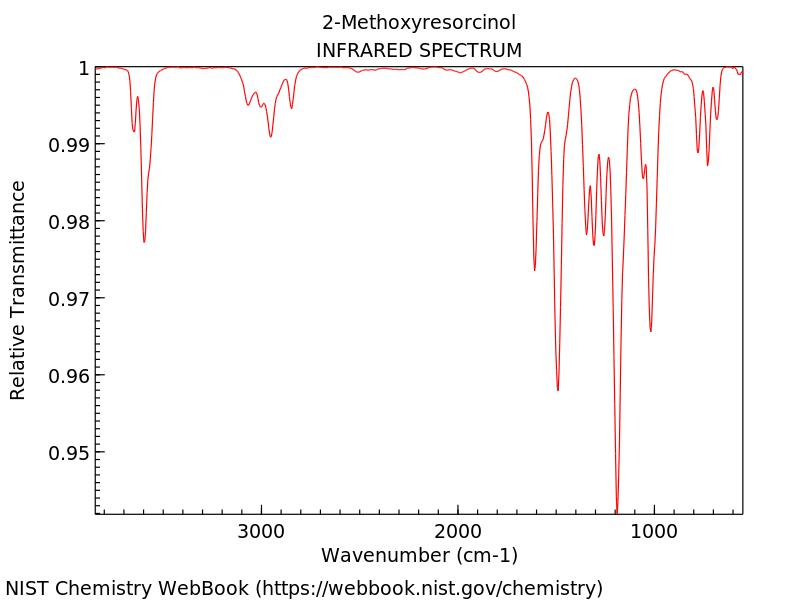 2-Methoxyresorcinol
INFRARED SPECTRUM
1
0.99
0.98
0.97
0.96
0.95
Relative Transmittance
3000 2000 1000
Wavenumber (cm-1)
NIST Chemistry WebBook (https://webbook.nist.gov/chemistry)